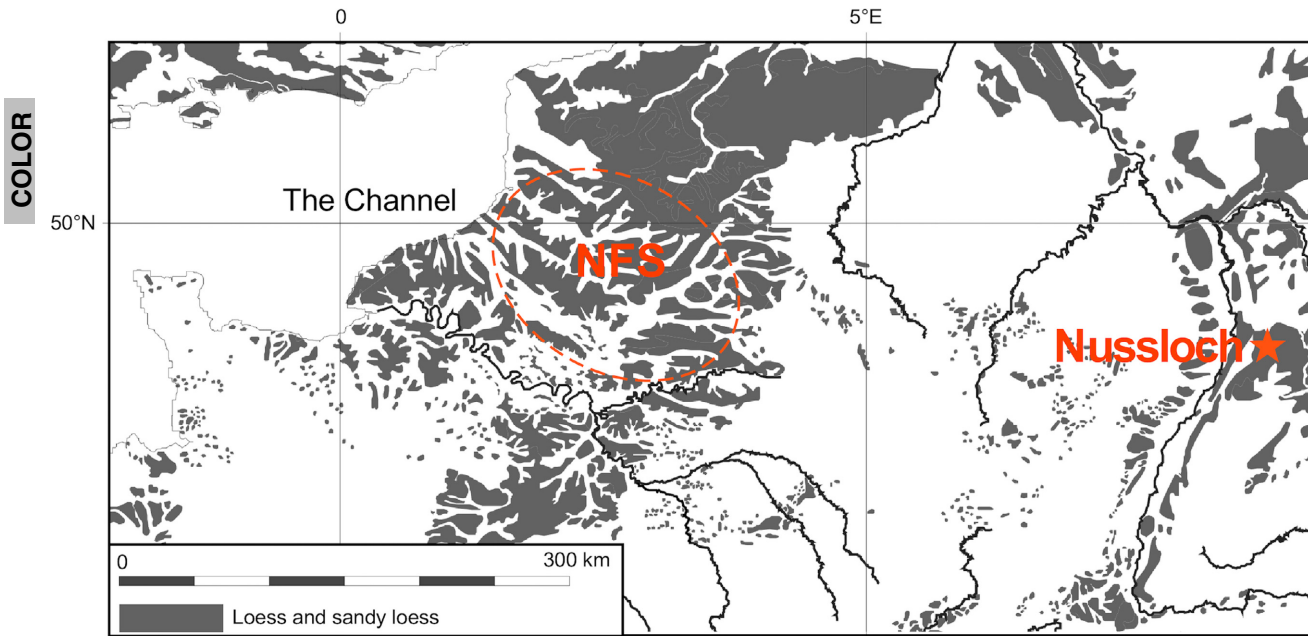 COLOR
0
5°E
The Channel
50°N
NFS
Nussloch
0 300 km
Loess and sandy loess